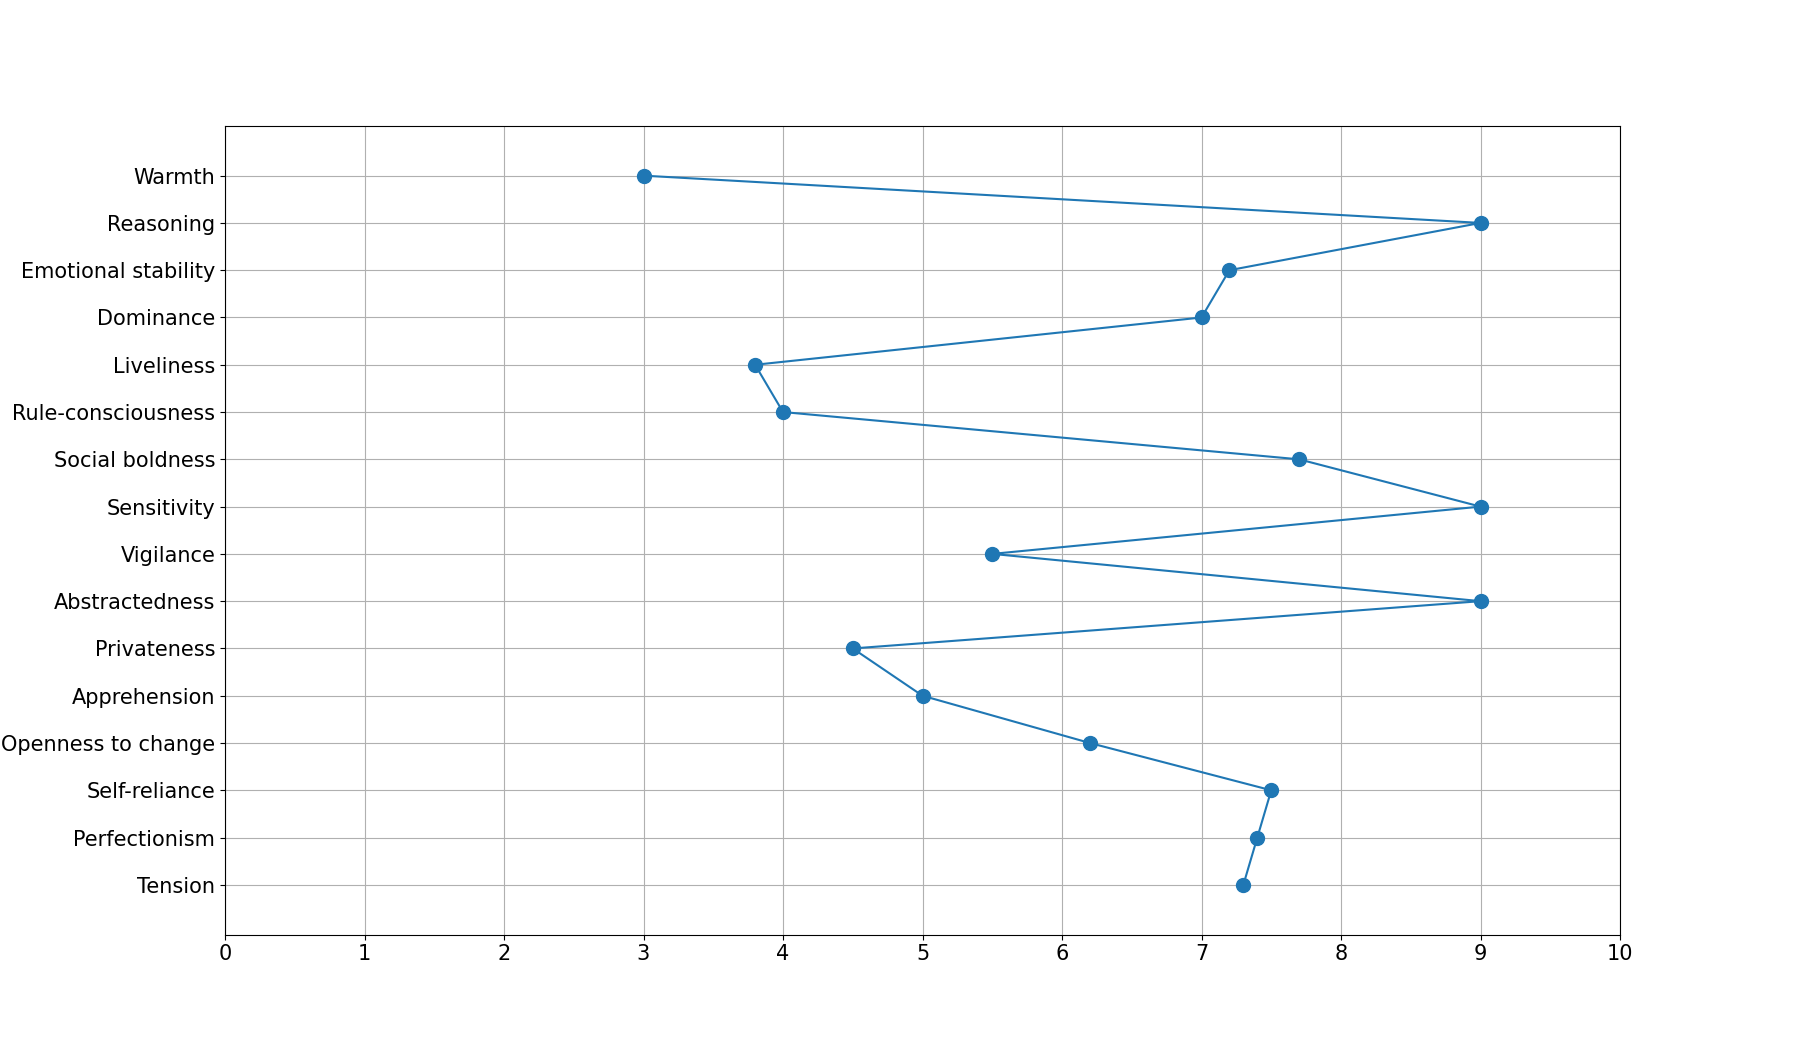 Warmth
Reasoning
Emotional stability
Dominance
Liveliness
Rule-consciousness
Social boldness
Sensitivity
Vigilance
Abstractedness
Privateness
Apprehension
Openness to change
Self-reliance
Perfectionism
Tension
0 1 2 3 4 5 6 7 8 9 10